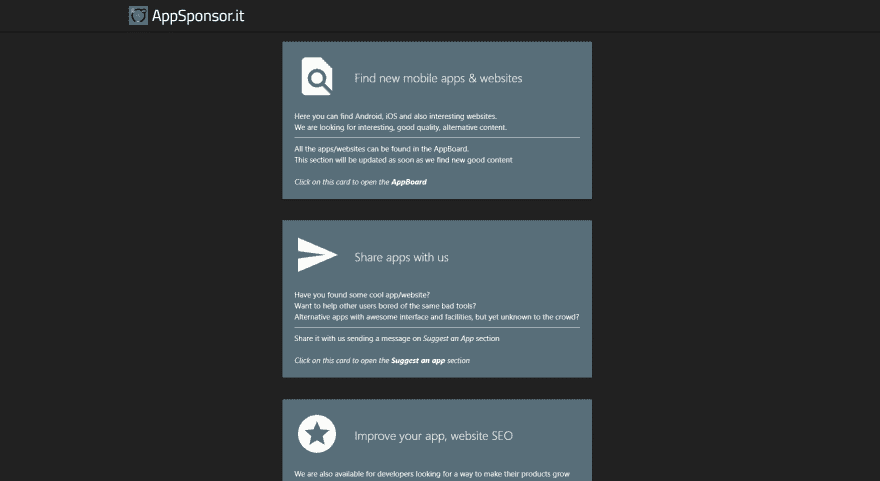 AppSponsor.it
Find new mobile apps & websites
Here you can find Android, iOS and also interesting websites.
We are looking for interesting, good quality, alternative content.
All the apps/websites can be found in the AppBoard.
This section will be updated as soon as we find new good content
Click on this card to open the AppBoard
Share apps with us
Have you found some cool app/website?
Want to help other users bored of the same bad tools?
Alternative apps with awesome interface and facilities, but yet unknown to the crowd?
Share it with us sending a message on Suggest an App section
Click on this card to open the Suggest an app section
Improve your app, website SEO
We are also available for developers looking for a way to make their products grow